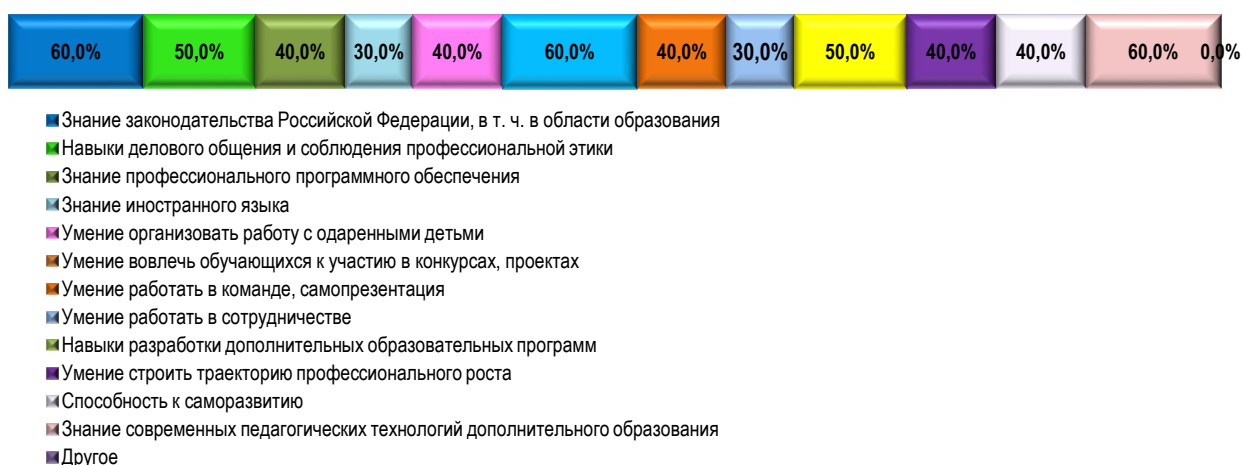 60,0% 50,0% 40,0% 30,0% 40,0% 60,0% 40,0% 30,0% 50,0% 40,0% 40,0% 60,0% 0,0%
Знание законодательства Российской Федерации, в т. ч. в области образования
Навыки делового общения и соблюдения профессиональной этики
Знание профессионального программного обеспечения
Знание иностранного языка
Умение организовать работу с одаренными детьми
Умение вовлечь обучающихся к участию в конкурсах, проектах
Умение работать в команде, самопрезентация
Умение работать в сотрудничестве
Навыки разработки дополнительных образовательных программ
Умение строить траекторию профессионального роста
Способность к саморазвитию
Знание современных педагогических технологий дополнительного образования
Другое